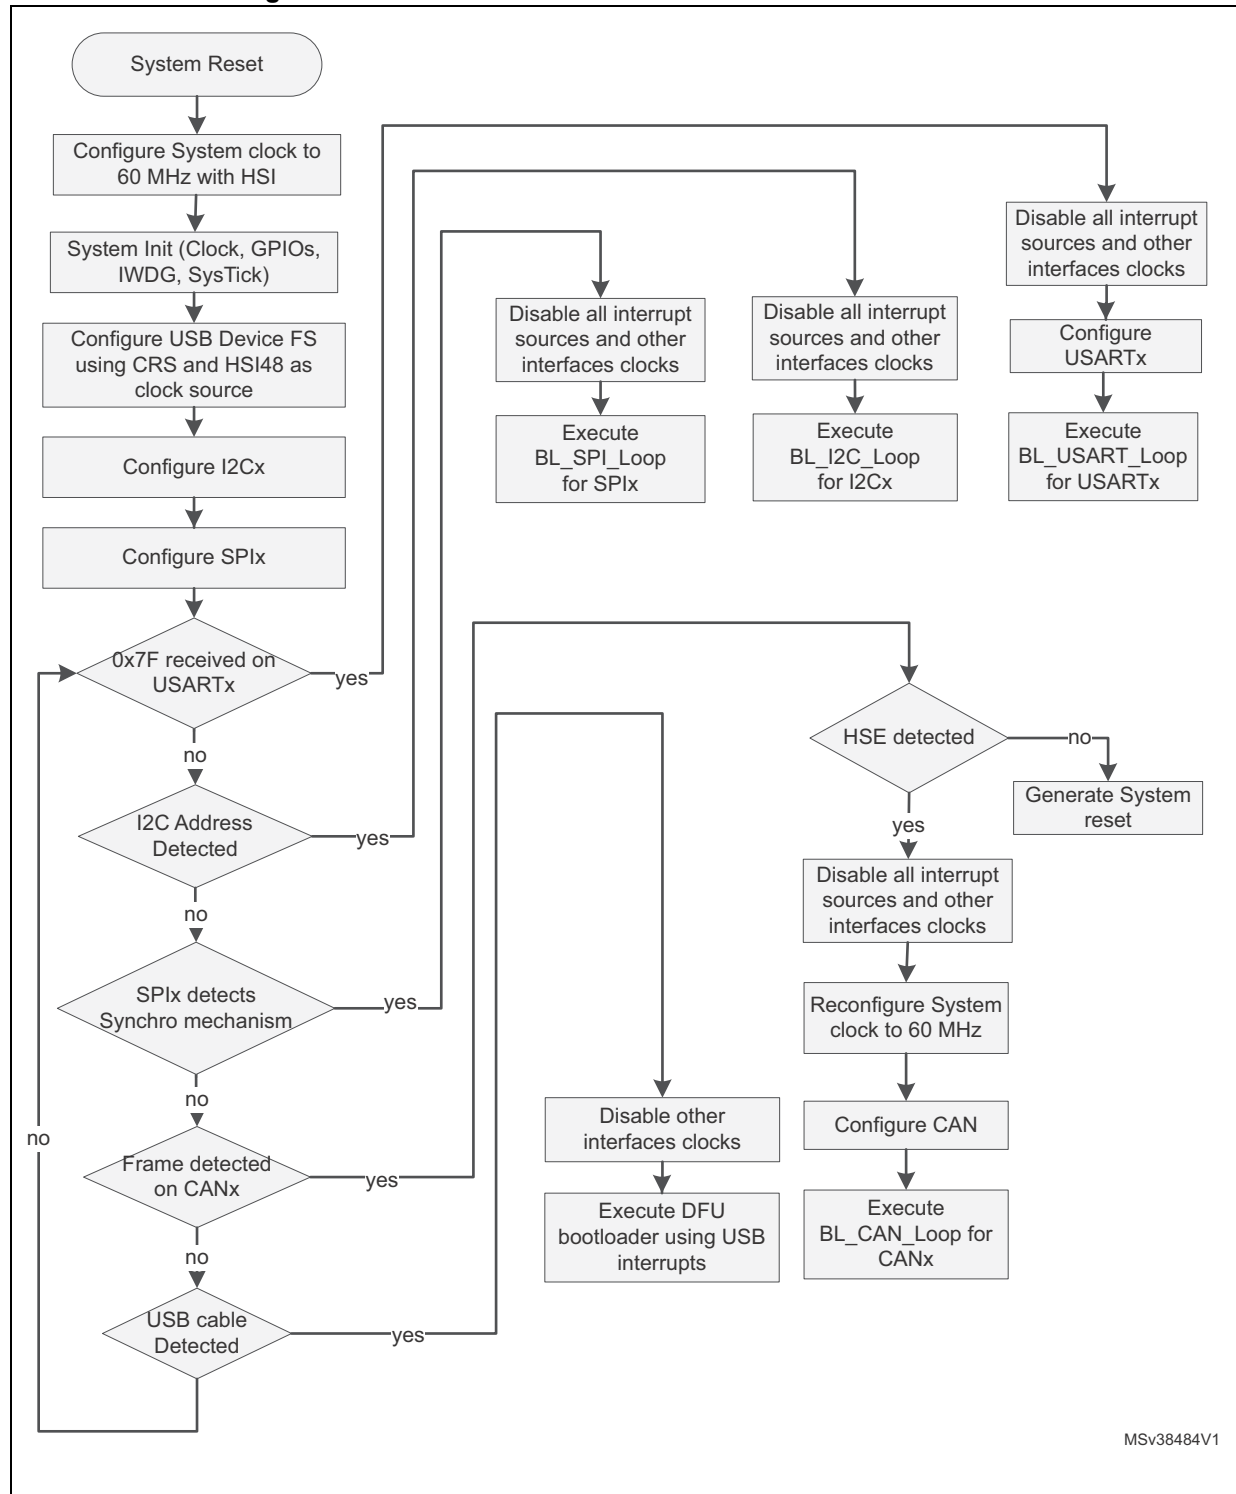 System Reset
Configure System clock to
60 MHz with HSI
System Init (Clock, GPIOs,
IWDG, SysTick)
Configure USB Device FS
using CRS and HSI48 as
clock source
Configure I2Cx
Configure SPIx
0x7F received on
USARTx
yes
no
I2C Address
Detected
yes
no
SPIx detects
Synchro mechanism
yes
no
Frame detected
on CANx
yes
no
USB cable
Detected
yes
no
Disable all interrupt
sources and other
interfaces clocks
Execute
BL_SPI_Loop
for SPIx
Disable all interrupt
sources and other
interfaces clocks
Execute
BL_I2C_Loop
for I2Cx
Disable all interrupt
sources and other
interfaces clocks
Configure
USARTx
Execute
BL_USART_Loop
for USARTx
HSE detected
no
Generate System
reset
yes
Disable all interrupt
sources and other
interfaces clocks
Reconfigure System
clock to 60 MHz
Configure CAN
Execute
BL_CAN_Loop for
CANx
Disable other
interfaces clocks
Execute DFU
bootloader using USB
interrupts
MSv38484V1